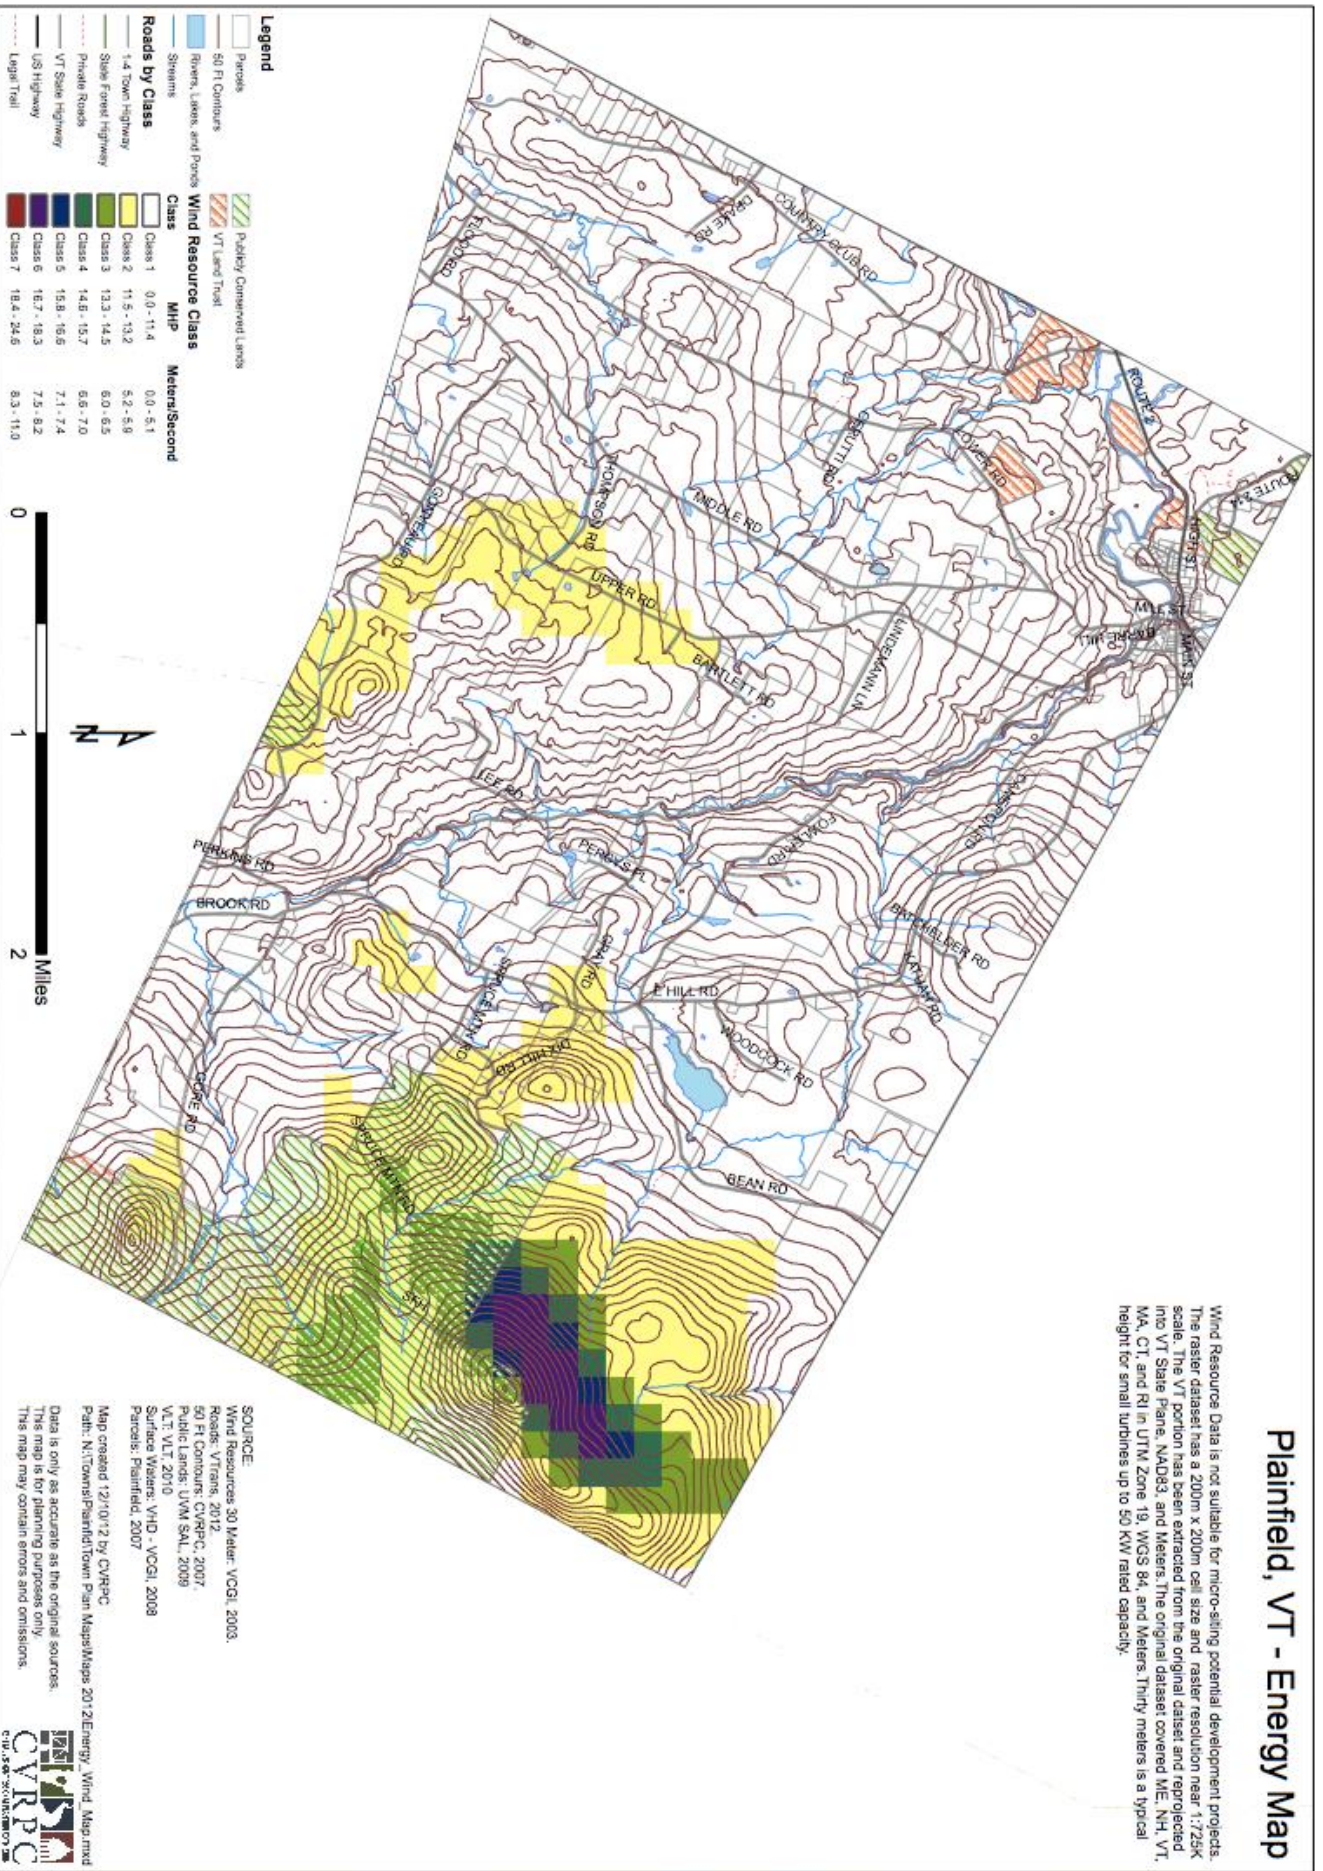 Plainfield, VT - Energy Map
Wind Resource Data is not suitable for micro-siting potential development projects.
The raster dataset has a 200m x 200m cell size and raster resolution near 1:725K
scale. The VT portion has been extracted from the original datset and reprojected
into VT State Plane, NAD83, and Meters.The original dataset covered ME, NH, VT,
MA, CT, and RI in UTM Zone 19, WGS 84, and Meters.Thirty meters is a typical
height for small turbines up to 50 KW rated capacity.
ROUTE 2
HIGH ST
MAIN ST
MILL ST
BARRE HILL
COUNTRY CLUB RD
DRAKE RD
FLOOD RD
LOWER RD
CERUTTI RD
MIDDLE RD
THOMPSON RD
UPPER RD
LINDEMANN LN
BARTLETT RD
LEE RD
FOWLER RD
PERKINS RD
BROOK RD
BATCHELDER RD
GRAY RD
E HILL RD
WOODCOCK RD
SPRUCE MTN RD
DIX HILL RD
BEAN RD
GORE RD
SPRUCE MTN RD
SFH
Legend
Parcels
50 Ft Contours
Rivers, Lakes, and Ponds
Streams
Publicly Conserved Lands
VT Land Trust
Roads by Class
1-4 Town Highway
State Forest Highway
Private Roads
VT State Highway
US Highway
Legal Trail
Wind Resource Class
Class MHP Meters/Second
Class 1 0.0 - 11.4 0.0 - 5.1
Class 2 11.5 - 13.2 5.2 - 5.9
Class 3 13.3 - 14.5 6.0 - 6.5
Class 4 14.6 - 15.7 6.6 - 7.0
Class 5 15.8 - 16.6 7.1 - 7.4
Class 6 16.7 - 18.3 7.5 - 8.2
Class 7 18.4 - 24.6 8.3 - 11.0
0 1 2
Miles
N
SOURCE:
Wind Resources 30 Meter: VCGI, 2003.
Roads: VTrans, 2012.
50 Ft Contours: CVRPC, 2007.
Public Lands: UVM SAL, 2009
VLT: VLT, 2010
Surface Waters: VHD - VCGI, 2008
Parcels: Plainfield, 2007
Map created 12/10/12 by CVRPC
Path: N:\Towns\Plainfld\Town Plan Maps\Maps 2012\Energy_Wind_Map.mxd
Data is only as accurate as the original sources.
This map is for planning purposes only.
This map may contain errors and omissions.
CVRPC